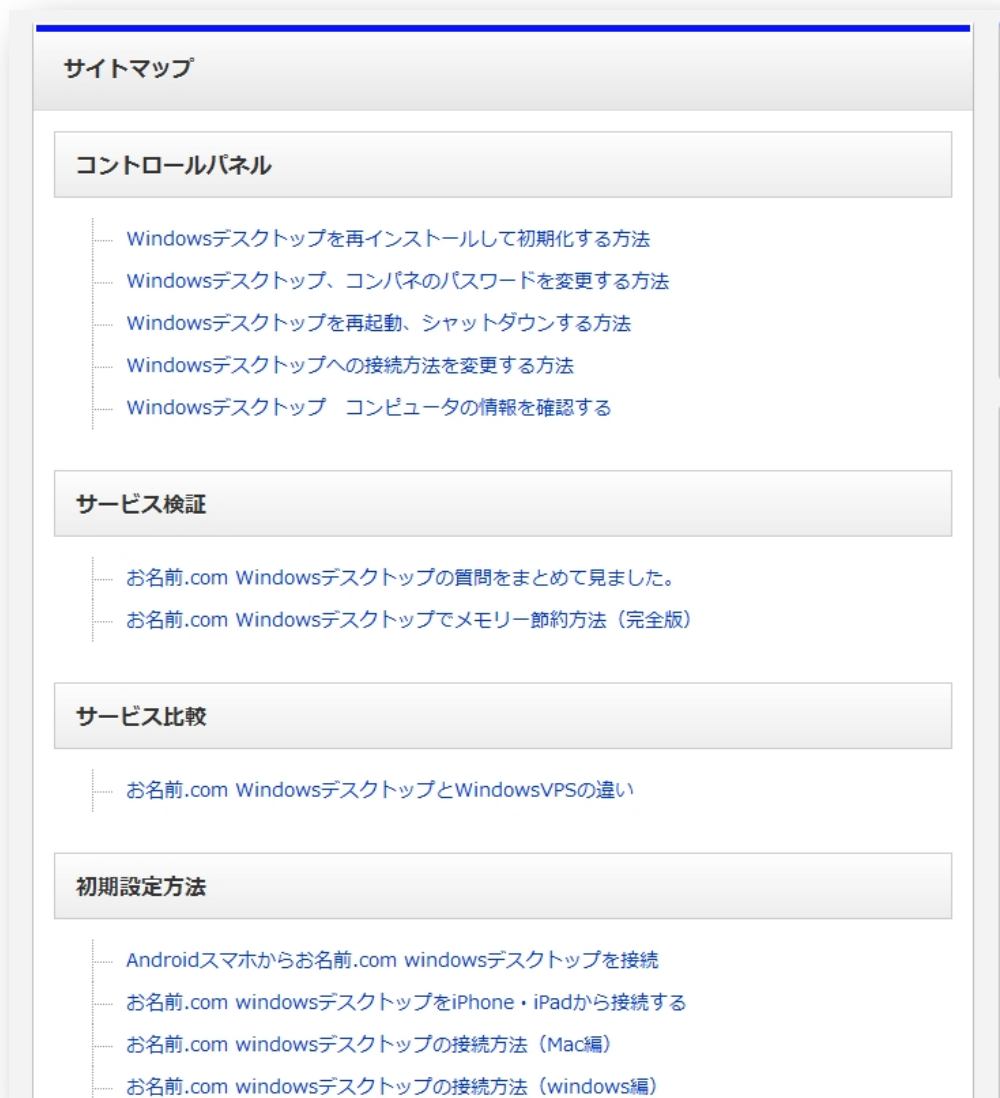 サイトマップ
コントロールパネル
Windowsデスクトップを再インストールして初期化する方法
Windowsデスクトップ、コンパネのパスワードを変更する方法
Windowsデスクトップを再起動、シャットダウンする方法
Windowsデスクトップへの接続方法を変更する方法
Windowsデスクトップ　コンピュータの情報を確認する
サービス検証
お名前.com Windowsデスクトップの質問をまとめて見ました。
お名前.com Windowsデスクトップでメモリー節約方法（完全版）
サービス比較
お名前.com WindowsデスクトップとWindowsVPSの違い
初期設定方法
Androidスマホからお名前.com windowsデスクトップを接続
お名前.com windowsデスクトップをiPhone・iPadから接続する
お名前.com windowsデスクトップの接続方法（Mac編）
お名前.com windowsデスクトップの接続方法（windows編）